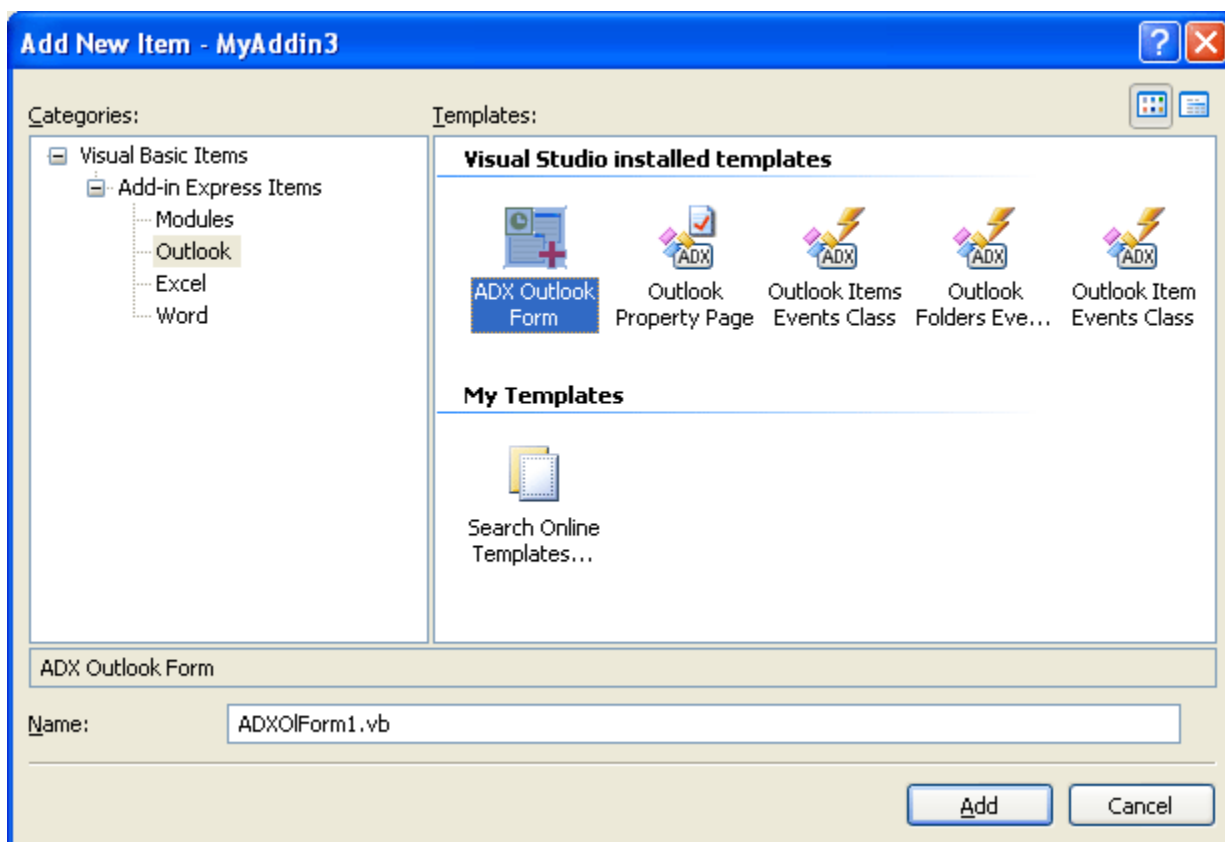 Add New Item - MyAddin3
Categories:
Templates:
Visual Basic Items
Add-in Express Items
Modules
Outlook
Excel
Word
Visual Studio installed templates
ADX Outlook
Form
Outlook
Property Page
Outlook Items
Events Class
Outlook
Folders Eve...
Outlook Item
Events Class
ADX
ADX
ADX
ADX
My Templates
Search Online
Templates...
ADX Outlook Form
Name:
ADXOlForm1.vb
Add
Cancel